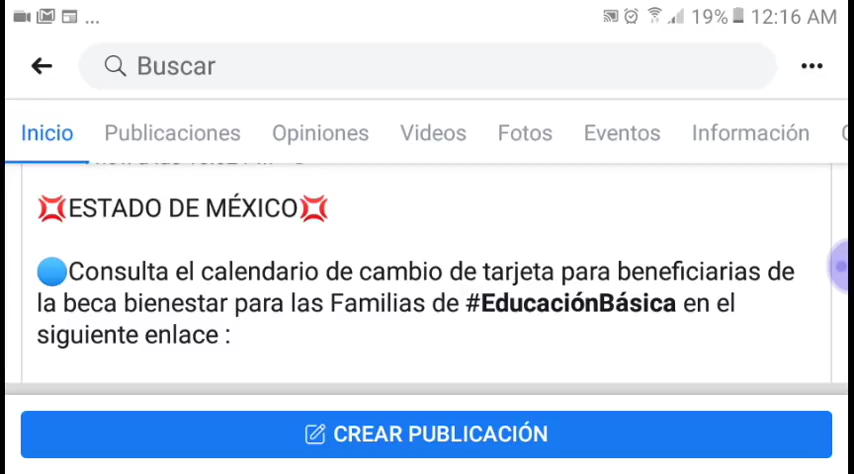 ... 19% 12:16 AM
Buscar
Inicio Publicaciones Opiniones Videos Fotos Eventos Información
💢ESTADO DE MÉXICO💢
🔵Consulta el calendario de cambio de tarjeta para beneficiarias de
la beca bienestar para las Familias de #EducaciónBásica en el
siguiente enlace :
CREAR PUBLICACIÓN